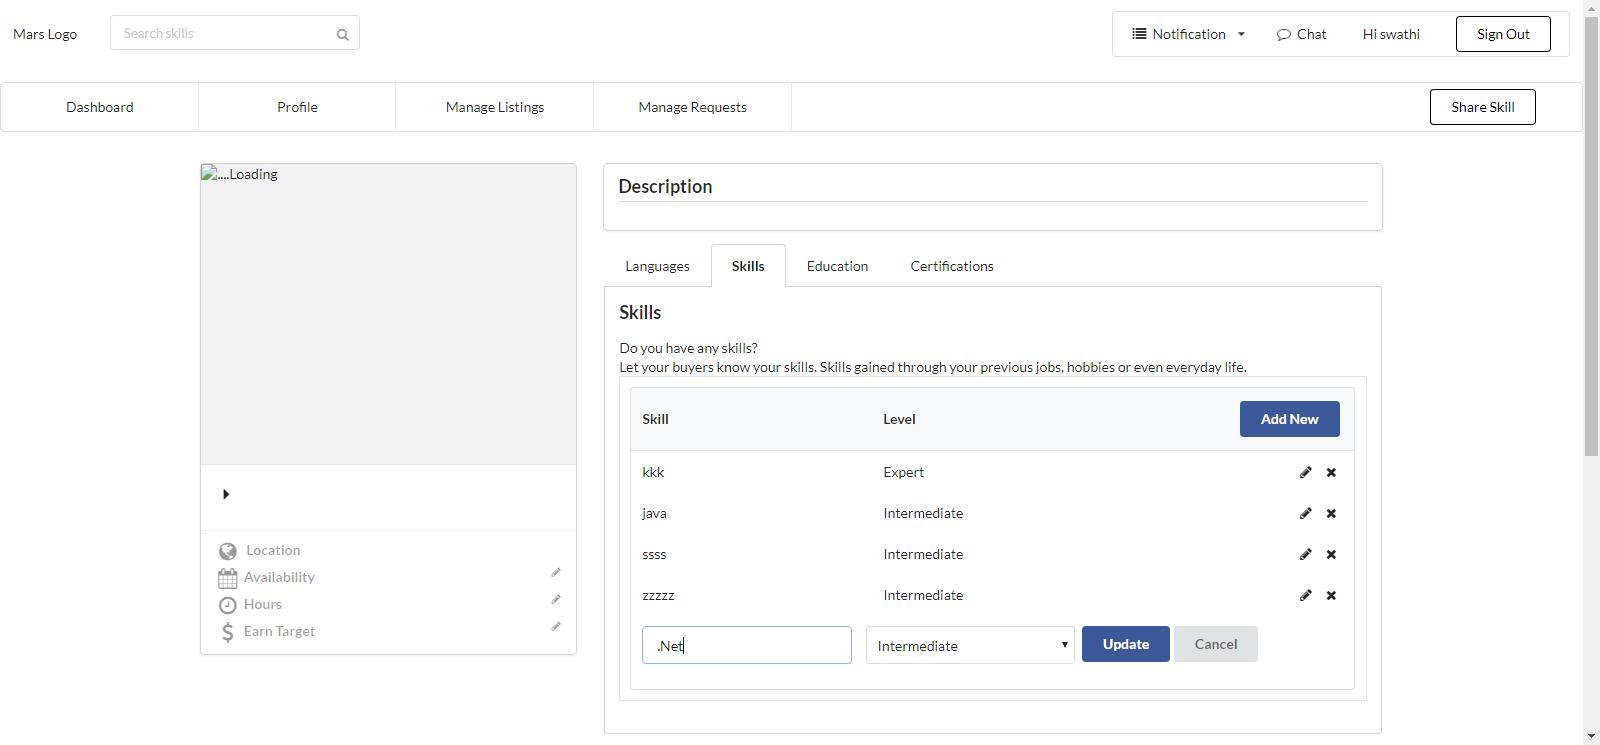 Mars Logo
Search skills
Notification
Chat
Hi swathi
Sign Out
Dashboard
Profile
Manage Listings
Manage Requests
Share Skill
....Loading
Location
Availability
Hours
Earn Target
Description
Languages
Skills
Education
Certifications
Skills
Do you have any skills?
Let your buyers know your skills. Skills gained through your previous jobs, hobbies or even everyday life.
Skill Level Add New
kkk Expert
java Intermediate
ssss Intermediate
zzzzz Intermediate
.Net Intermediate Update Cancel